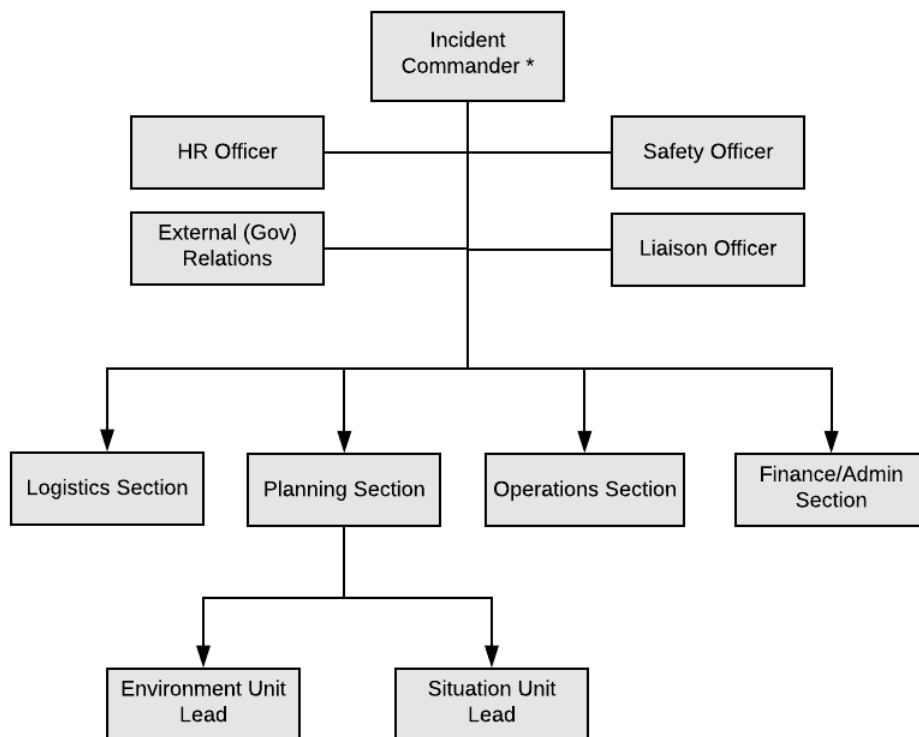 Incident
Commander *
HR Officer
Safety Officer
External (Gov)
Relations
Liaison Officer
Logistics Section
Planning Section
Operations Section
Finance/Admin
Section
Environment Unit
Lead
Situation Unit
Lead